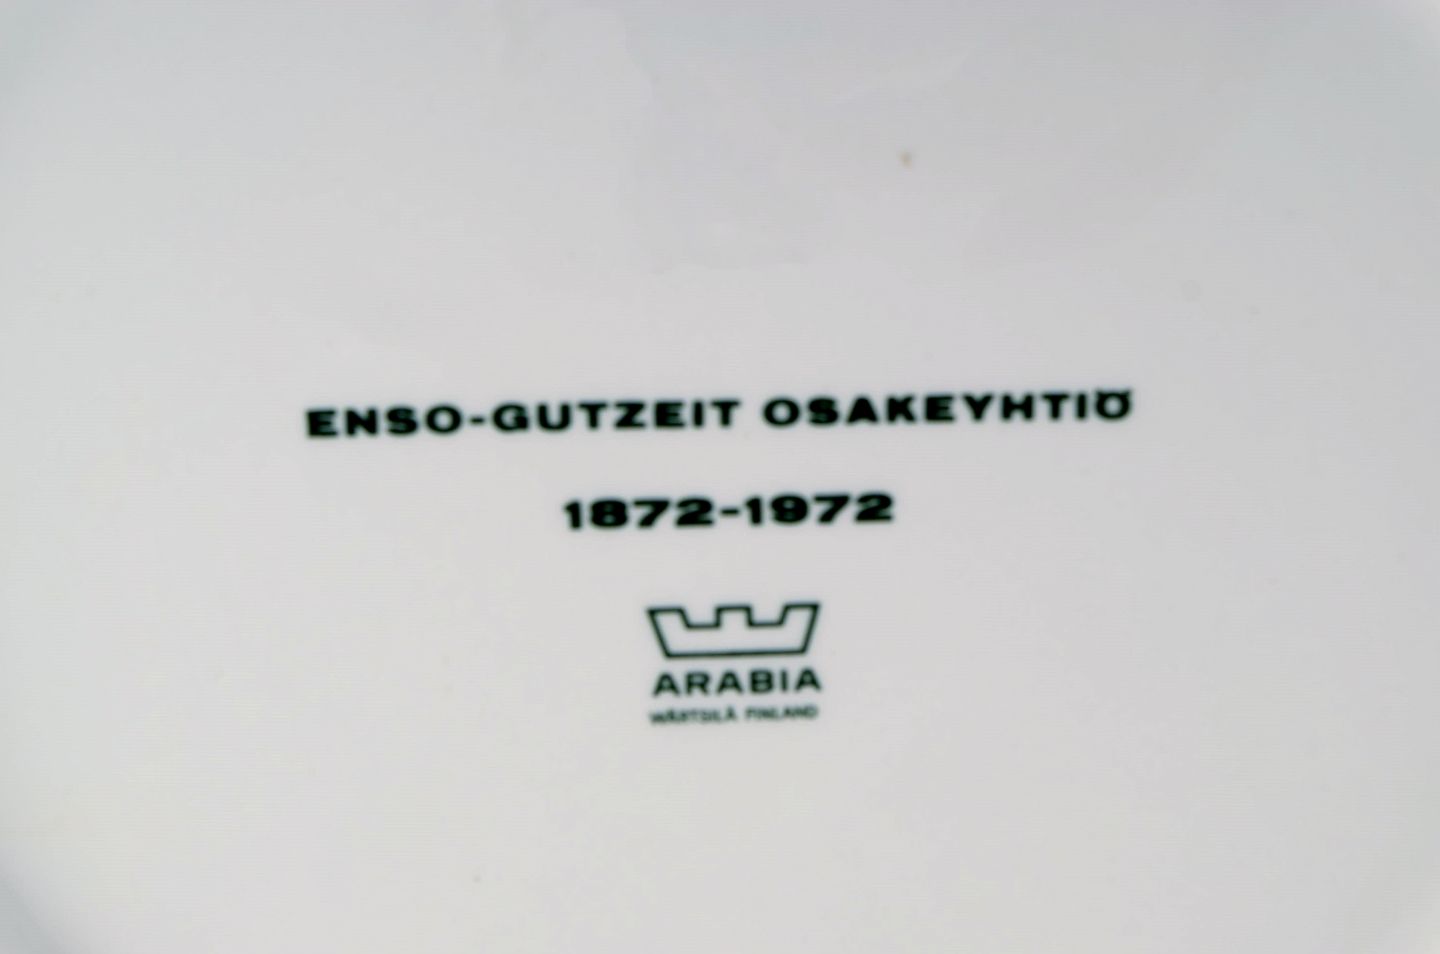 ENSO-GUTZEIT OSAKEYHTIÖ
1872-1972
ARABIA
WÄRTSILÄ FINLAND